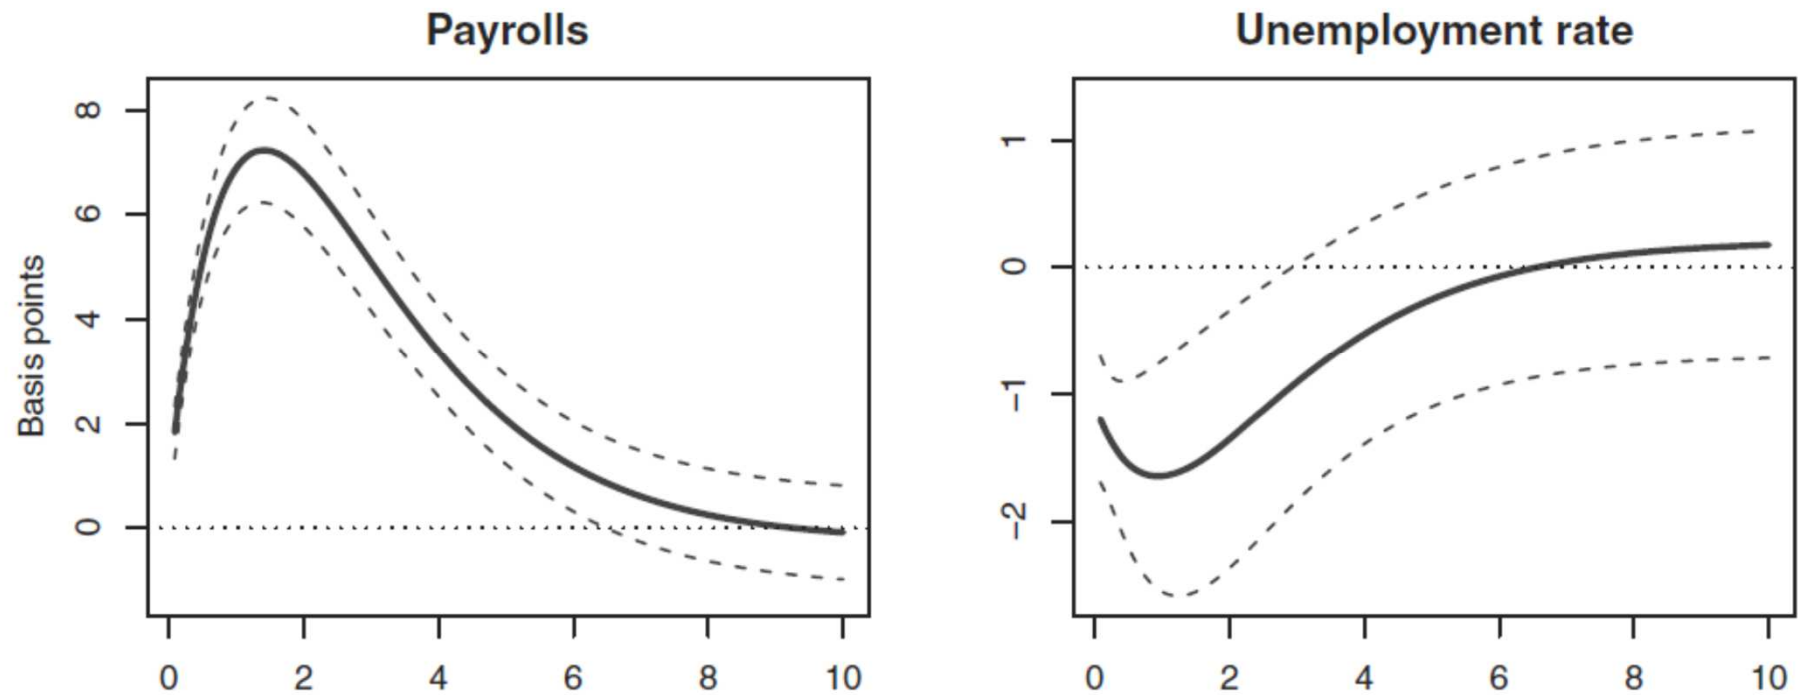 Payrolls
Basis points
8
6
4
2
0
0 2 4 6 8 10
Unemployment rate
1
0
−1
−2
0 2 4 6 8 10